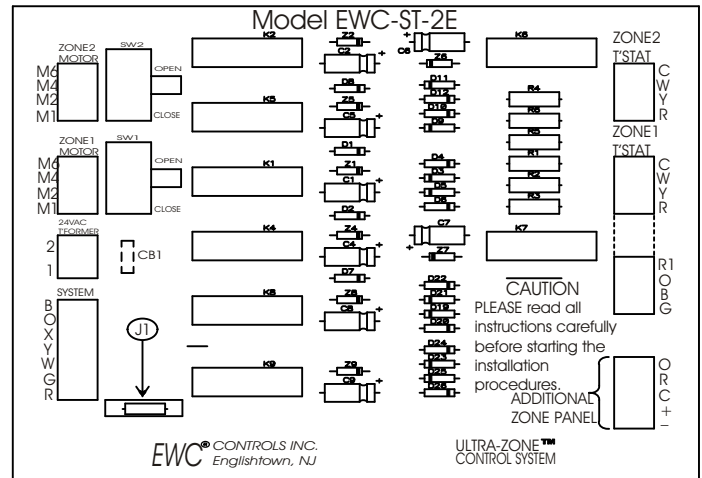 Model EWC-ST-2E
ZONE2
MOTOR
M6
M4
M2
M1
SW2
OPEN
CLOSE
ZONE1
MOTOR
M6
M4
M2
M1
SW1
OPEN
CLOSE
24VAC
T'FORMER
2
1
CB1
SYSTEM
B
O
X
Y
W
G
R
J1
K2
K5
K1
K4
K8
K9
Z2
C2
D8
Z5
C5
D1
Z1
C1
D2
Z4
C4
D7
Z8
Z9
C9
C6
Z6
D11
D12
D10
D9
D4
D3
D5
D6
C7
Z7
D22
D21
D19
D20
D24
D23
D25
D26
K6
R4
R6
R5
R1
R2
R3
K7
ZONE2
T'STAT
C
W
Y
R
ZONE1
T'STAT
C
W
Y
R
R1
O
B
G
CAUTION
PLEASE read all
instructions carefully
before starting the
installation
procedures.
ADDITIONAL
ZONE PANEL
O
R
C
+
–
EWC® CONTROLS INC.
Englishtown, NJ
ULTRA-ZONE™
CONTROL SYSTEM